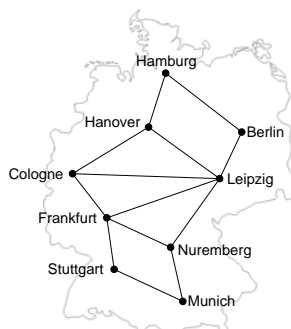 Hamburg
Hanover
Berlin
Cologne
Leipzig
Frankfurt
Nuremberg
Stuttgart
Munich